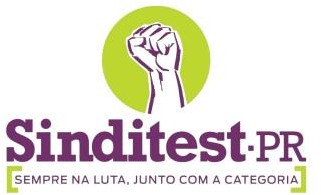 Sinditest-PR
SEMPRE NA LUTA, JUNTO COM A CATEGORIA